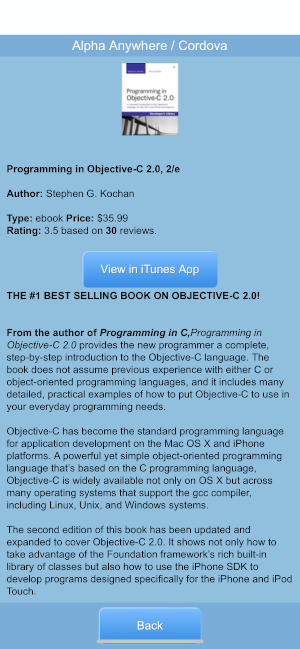 Alpha Anywhere / Cordova
Programming in
Objective-C 2.0
Developer's Library
Programming in Objective-C 2.0, 2/e
Author: Stephen G. Kochan
Type: ebook Price: $35.99
Rating: 3.5 based on 30 reviews.
View in iTunes App
THE #1 BEST SELLING BOOK ON OBJECTIVE-C 2.0!
From the author of Programming in C,Programming in
Objective-C 2.0 provides the new programmer a complete,
step-by-step introduction to the Objective-C language. The
book does not assume previous experience with either C or
object-oriented programming languages, and it includes many
detailed, practical examples of how to put Objective-C to use in
your everyday programming needs.
Objective-C has become the standard programming language
for application development on the Mac OS X and iPhone
platforms. A powerful yet simple object-oriented programming
language that's based on the C programming language,
Objective-C is widely available not only on OS X but across
many operating systems that support the gcc compiler,
including Linux, Unix, and Windows systems.
The second edition of this book has been updated and
expanded to cover Objective-C 2.0. It shows not only how to
take advantage of the Foundation framework's rich built-in
library of classes but also how to use the iPhone SDK to
develop programs designed specifically for the iPhone and iPod
Touch.
Back